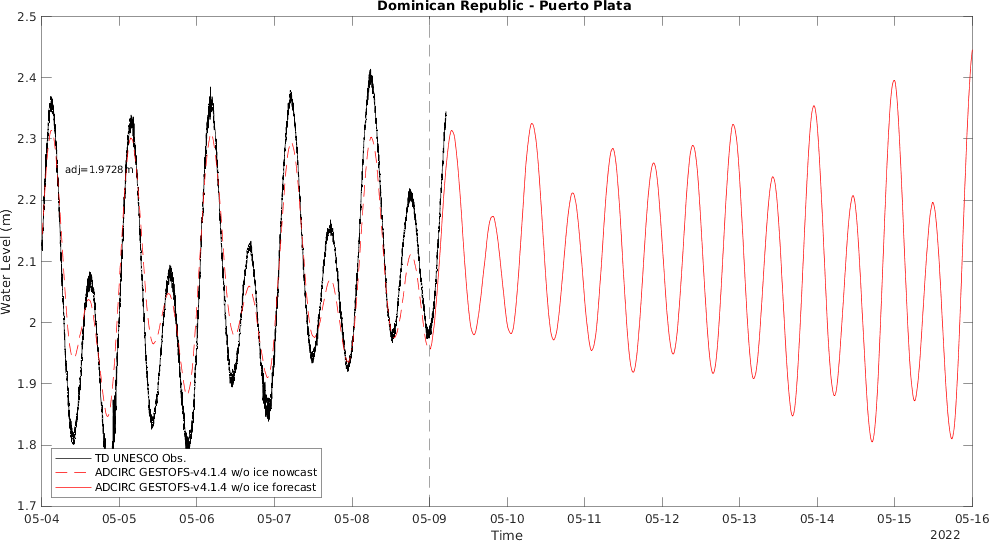 Dominican Republic - Puerto Plata
2.5
2.4
2.3
2.2
2.1
2
1.9
1.8
1.7
Water Level (m)
adj=1.9728m
TD UNESCO Obs.
ADCIRC GESTOFS-v4.1.4 w/o ice nowcast
ADCIRC GESTOFS-v4.1.4 w/o ice forecast
05-04 05-05 05-06 05-07 05-08 05-09 05-10 05-11 05-12 05-13 05-14 05-15 05-16
Time
2022